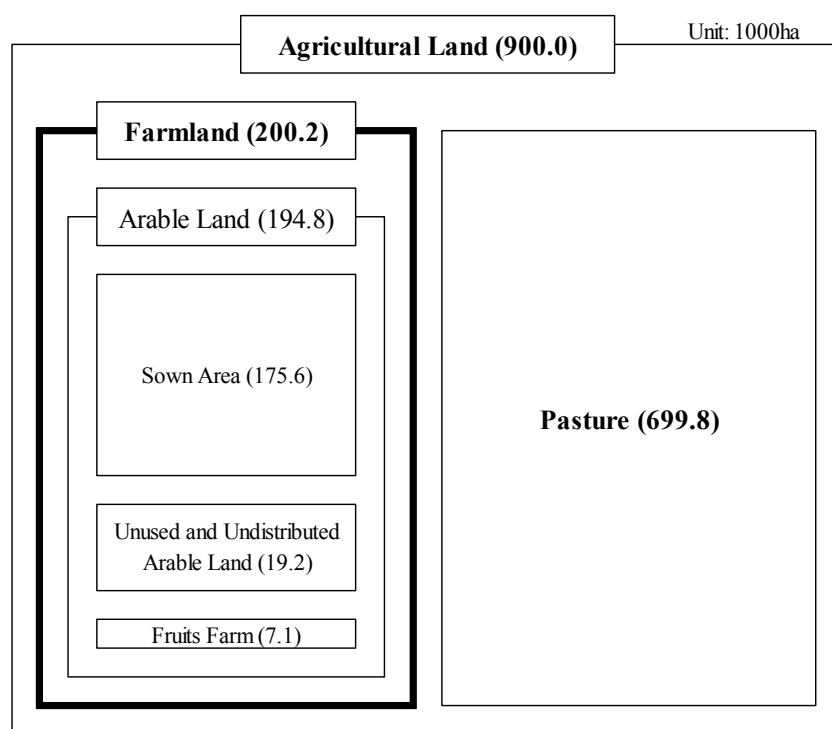 Agricultural Land (900.0)
Unit: 1000ha
Farmland (200.2)
Arable Land (194.8)
Sown Area (175.6)
Unused and Undistributed
Arable Land (19.2)
Fruits Farm (7.1)
Pasture (699.8)